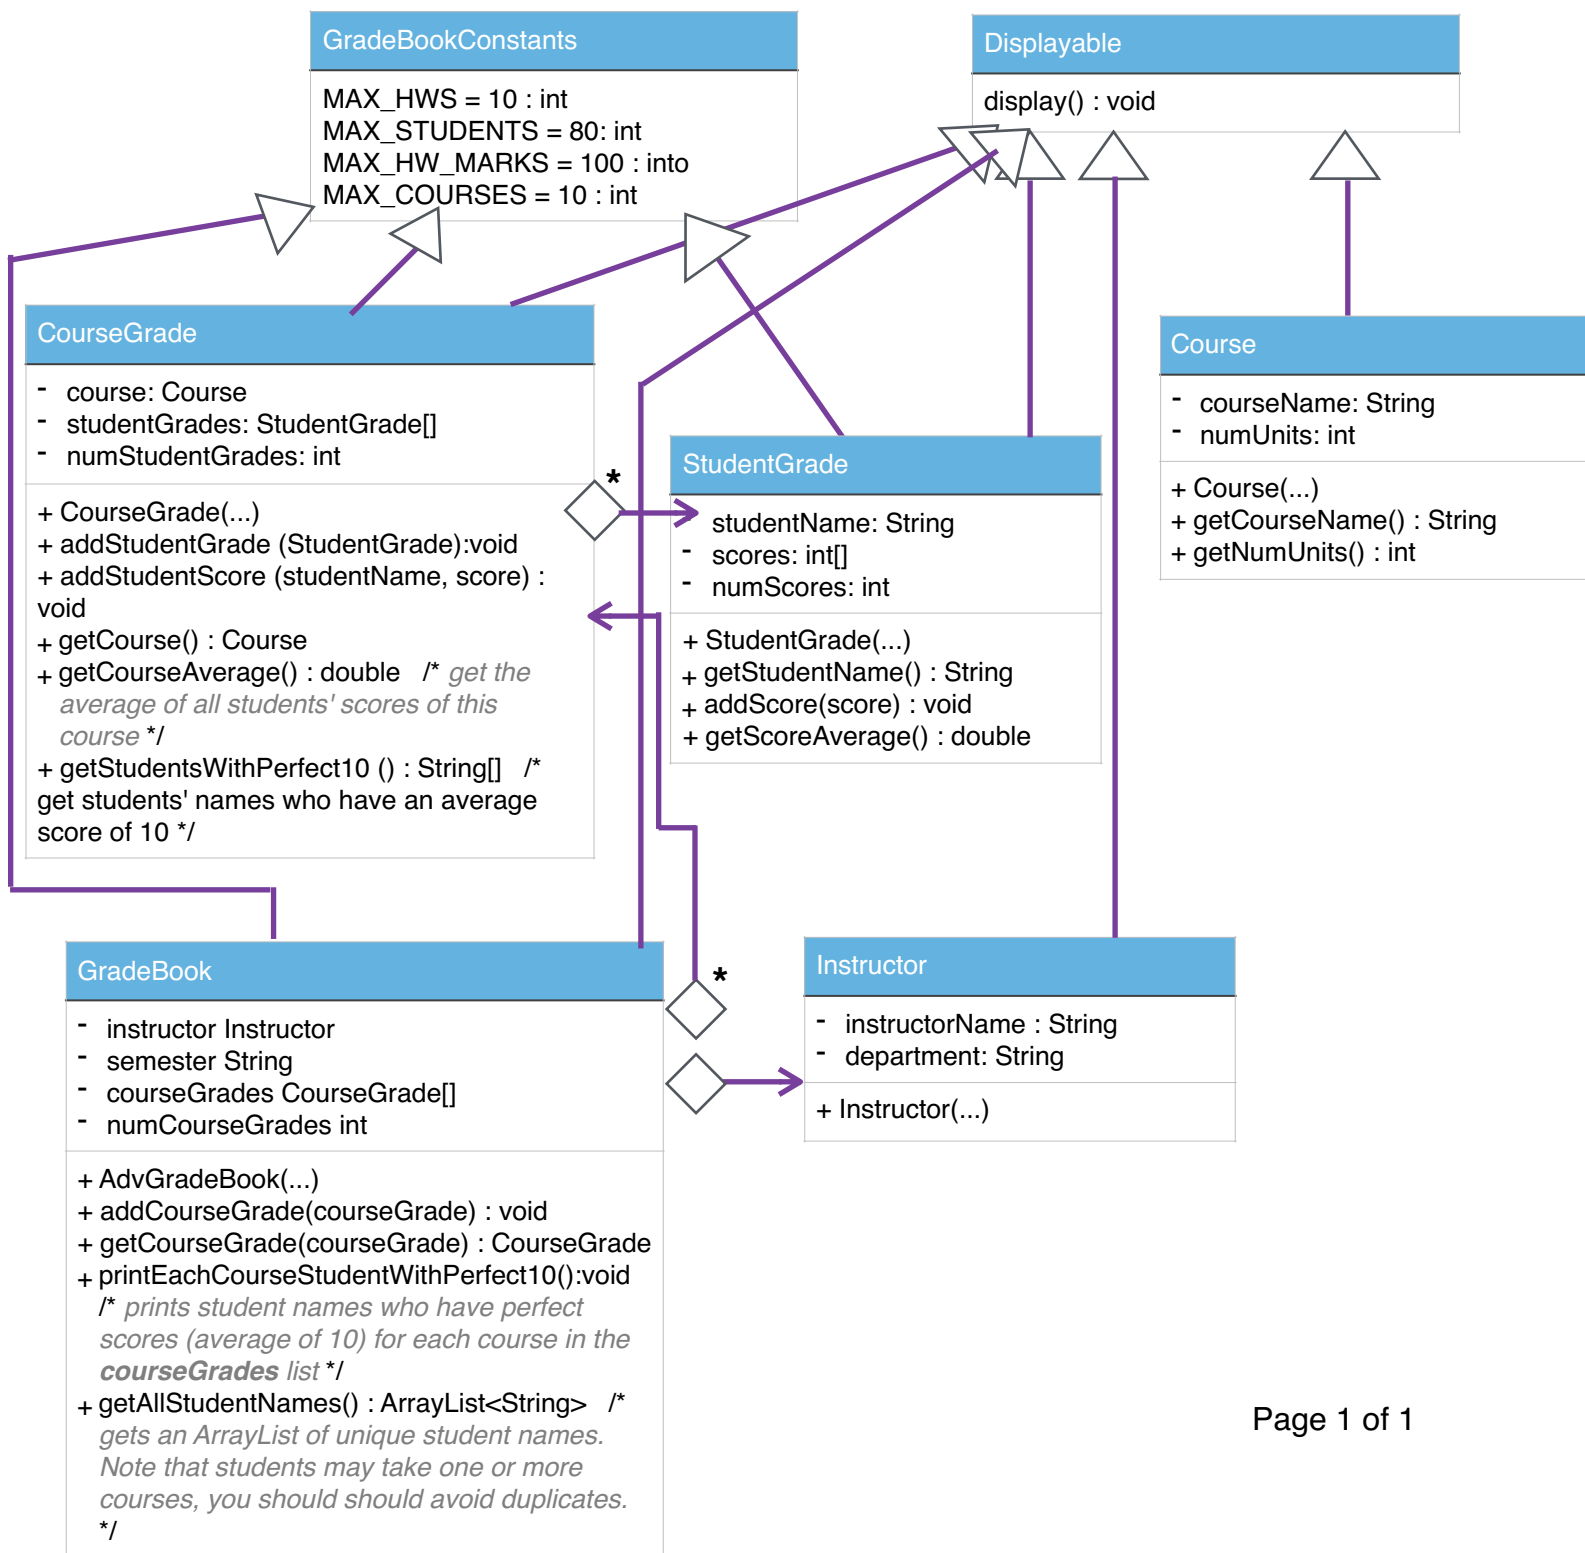 GradeBookConstants
MAX_HWS = 10 : int
MAX_STUDENTS = 80: int
MAX_HW_MARKS = 100 : into
MAX_COURSES = 10 : int
Displayable
display() : void
CourseGrade
- course: Course
- studentGrades: StudentGrade[]
- numStudentGrades: int
+ CourseGrade(...)
+ addStudentGrade (StudentGrade):void
+ addStudentScore (studentName, score) :
void
+ getCourse() : Course
+ getCourseAverage() : double /* get the
average of all students' scores of this
course */
+ getStudentsWithPerfect10 () : String[] /*
get students' names who have an average
score of 10 */
*
StudentGrade
studentName: String
- scores: int[]
- numScores: int
+ StudentGrade(...)
+ getStudentName() : String
+ addScore(score) : void
+ getScoreAverage() : double
Course
- courseName: String
- numUnits: int
+ Course(...)
+ getCourseName() : String
+ getNumUnits() : int
GradeBook
- instructor Instructor
- semester String
- courseGrades CourseGrade[]
- numCourseGrades int
+ AdvGradeBook(...)
+ addCourseGrade(courseGrade) : void
+ getCourseGrade(courseGrade) : CourseGrade
+ printEachCourseStudentWithPerfect10():void
/* prints student names who have perfect
scores (average of 10) for each course in the
courseGrades list */
+ getAllStudentNames() : ArrayList<String> /*
gets an ArrayList of unique student names.
Note that students may take one or more
courses, you should should avoid duplicates.
*/
*
Instructor
- instructorName : String
- department: String
+ Instructor(...)
Page 1 of 1